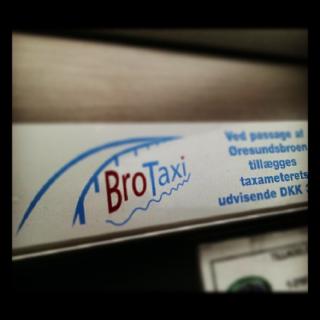 BroTaxi
Ved passage af
Øresundsbroen
tillægges
taxameterets
udvisende DKK